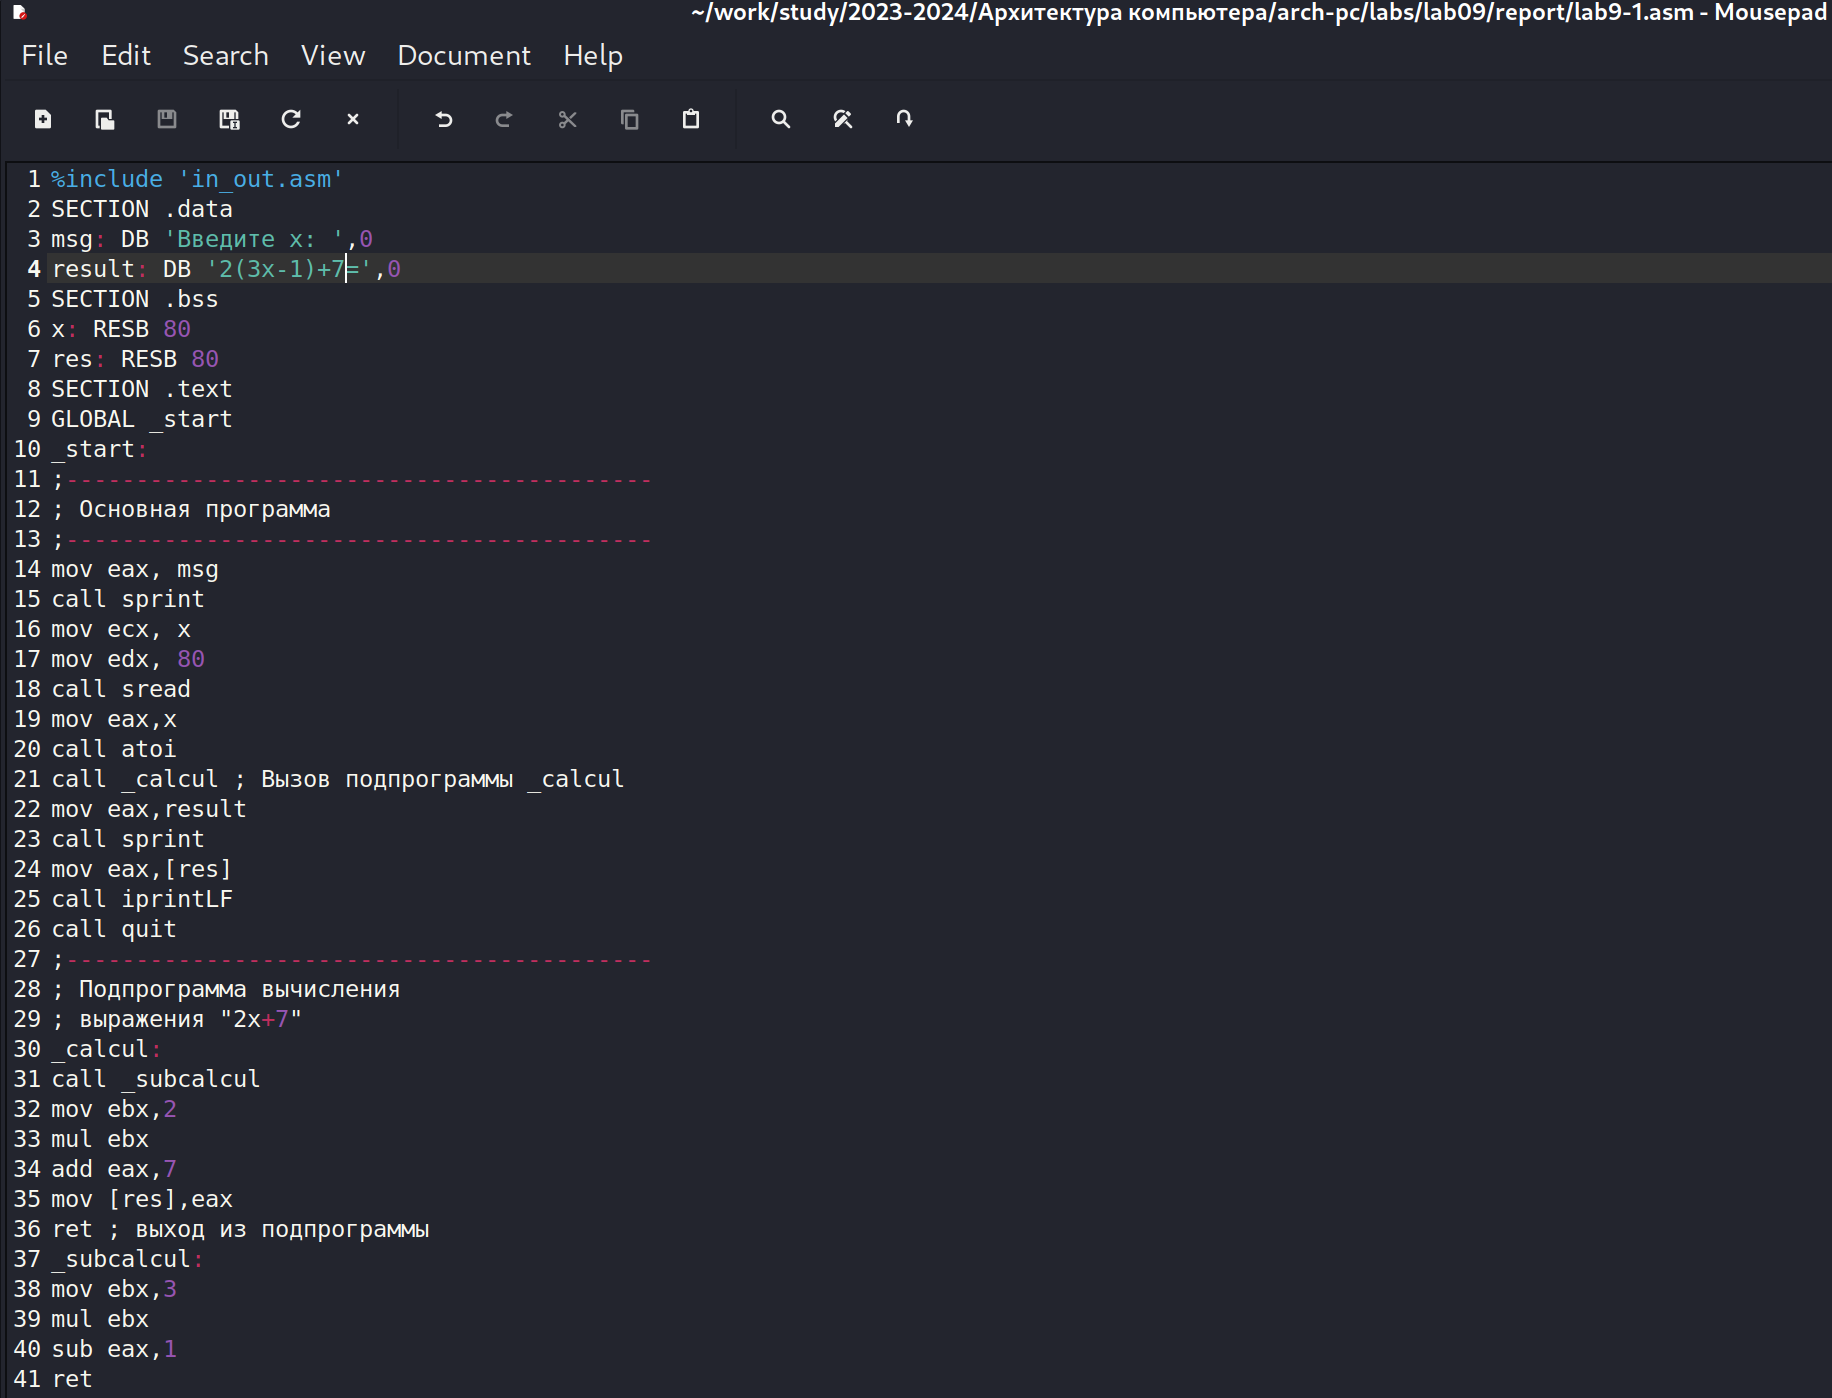 ~/work/study/2023-2024/Архитектура компьютера/arch-pc/labs/lab09/report/lab9-1.asm - Mousepad
File Edit Search View Document Help
1 %include 'in_out.asm'
2 SECTION .data
3 msg: DB 'Введите x: ',0
4 result: DB '2(3x-1)+7=',0
5 SECTION .bss
6 x: RESB 80
7 res: RESB 80
8 SECTION .text
9 GLOBAL _start
10 _start:
11 ;------------------------------------------
12 ; Основная программа
13 ;------------------------------------------
14 mov eax, msg
15 call sprint
16 mov ecx, x
17 mov edx, 80
18 call sread
19 mov eax,x
20 call atoi
21 call _calcul ; Вызов подпрограммы _calcul
22 mov eax,result
23 call sprint
24 mov eax,[res]
25 call iprintLF
26 call quit
27 ;------------------------------------------
28 ; Подпрограмма вычисления
29 ; выражения "2x+7"
30 _calcul:
31 call _subcalcul
32 mov ebx,2
33 mul ebx
34 add eax,7
35 mov [res],eax
36 ret ; выход из подпрограммы
37 _subcalcul:
38 mov ebx,3
39 mul ebx
40 sub eax,1
41 ret